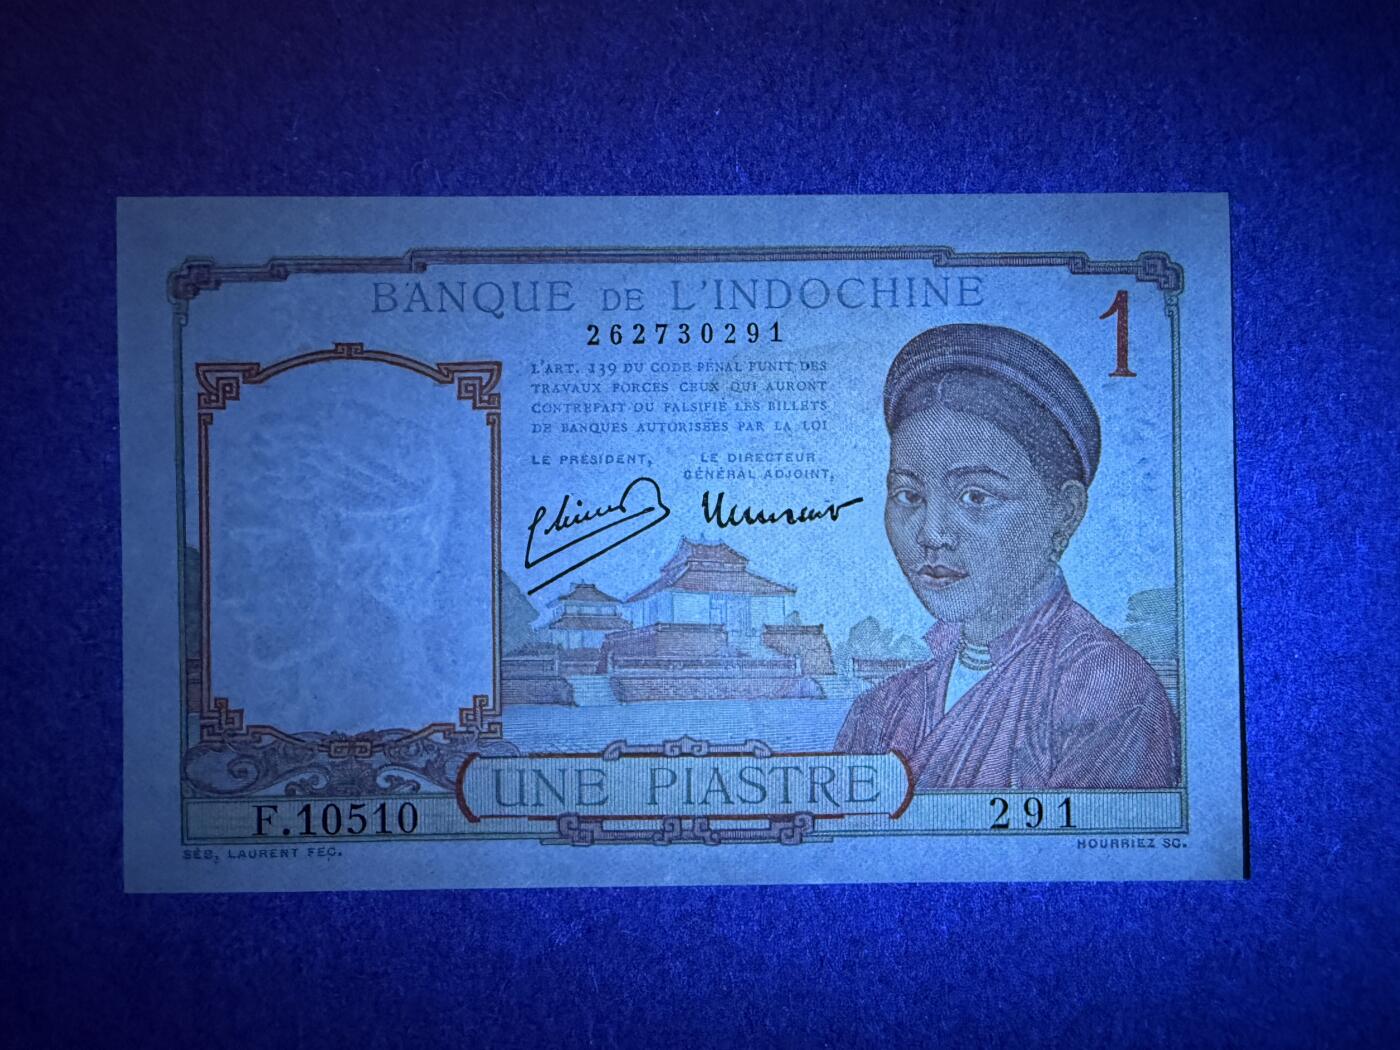 BANQUE DE L'INDOCHINE
1
262730291
L'ART. 139 DU CODE PÉNAL PUNIT DES
TRAVAUX FORCÉS CEUX QUI AURONT
CONTREFAIT OU FALSIFIÉ LES BILLETS
DE BANQUES AUTORISÉES PAR LA LOI
LE PRÉSIDENT,
LE DIRECTEUR
GÉNÉRAL ADJOINT,
UNE PIASTRE
F.10510
291
SÉB, LAURENT FEC.
HOURRIEZ SC.